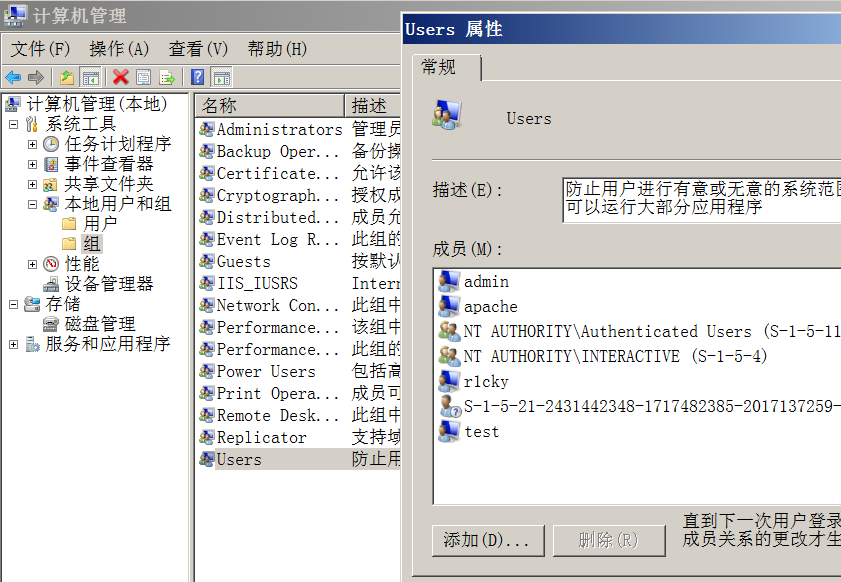 计算机管理
文件(F) 操作(A) 查看(V) 帮助(H)
计算机管理(本地)
系统工具
任务计划程序
事件查看器
共享文件夹
本地用户和组
用户
组
性能
设备管理器
存储
磁盘管理
服务和应用程序
名称 描述
Administrators 管理员
Backup Oper... 备份操
Certificate... 允许该
Cryptograph... 授权成
Distributed... 成员允
Event Log R... 此组的
Guests 按默认
IIS_IUSRS Intern
Network Con... 此组中
Performance... 该组中
Performance... 此组的
Power Users 包括高
Print Opera... 成员可
Remote Desk... 此组中
Replicator 支持域
Users 防止用
Users 属性
常规
Users
描述(E):
防止用户进行有意或无意的系统范围
可以运行大部分应用程序
成员(M):
admin
apache
NT AUTHORITY\Authenticated Users (S-1-5-11
NT AUTHORITY\INTERACTIVE (S-1-5-4)
r1cky
S-1-5-21-2431442348-1717482385-2017137259-
test
添加(D)... 删除(R)
直到下一次用户登录
成员关系的更改才生